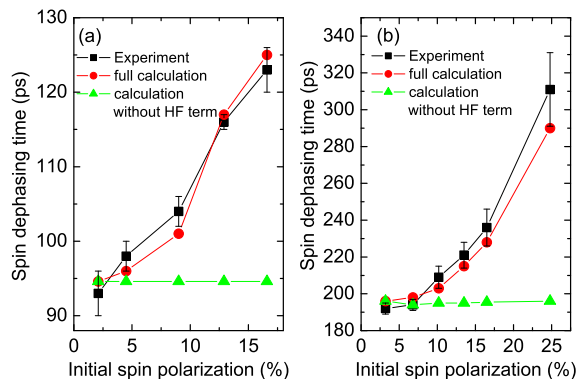 (a)
Experiment
full calculation
calculation
without HF term
Spin dephasing time (ps)
130
120
110
100
90
0 5 10 15
Initial spin polarization (%)
(b)
Experiment
full calculation
calculation
without HF term
Spin dephasing time (ps)
340
320
300
280
260
240
220
200
180
0 5 10 15 20 25
Initial spin polarization (%)